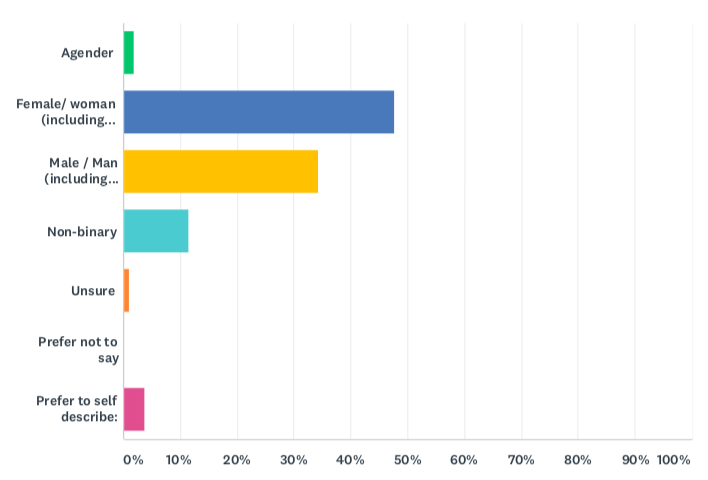 Agender
Female/ woman
(including...
Male / Man
(including...
Non-binary
Unsure
Prefer not to
say
Prefer to self
describe:
0% 10% 20% 30% 40% 50% 60% 70% 80% 90% 100%